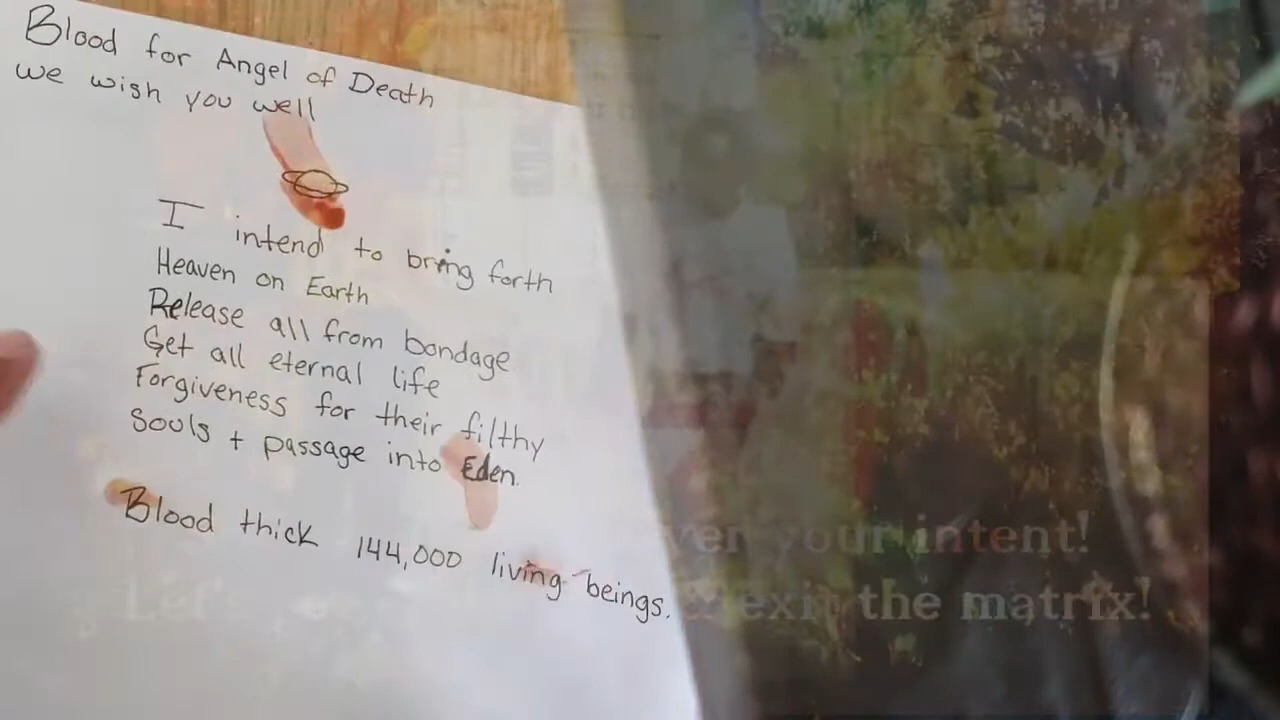 Blood for Angel of Death
we wish you well
I intend to bring forth
Heaven on Earth
Release all from bondage
Get all eternal life
Forgiveness for their filthy
Souls + passage into Eden.
Blood thick 144,000 living beings.
your intent!
Let's exit the matrix!